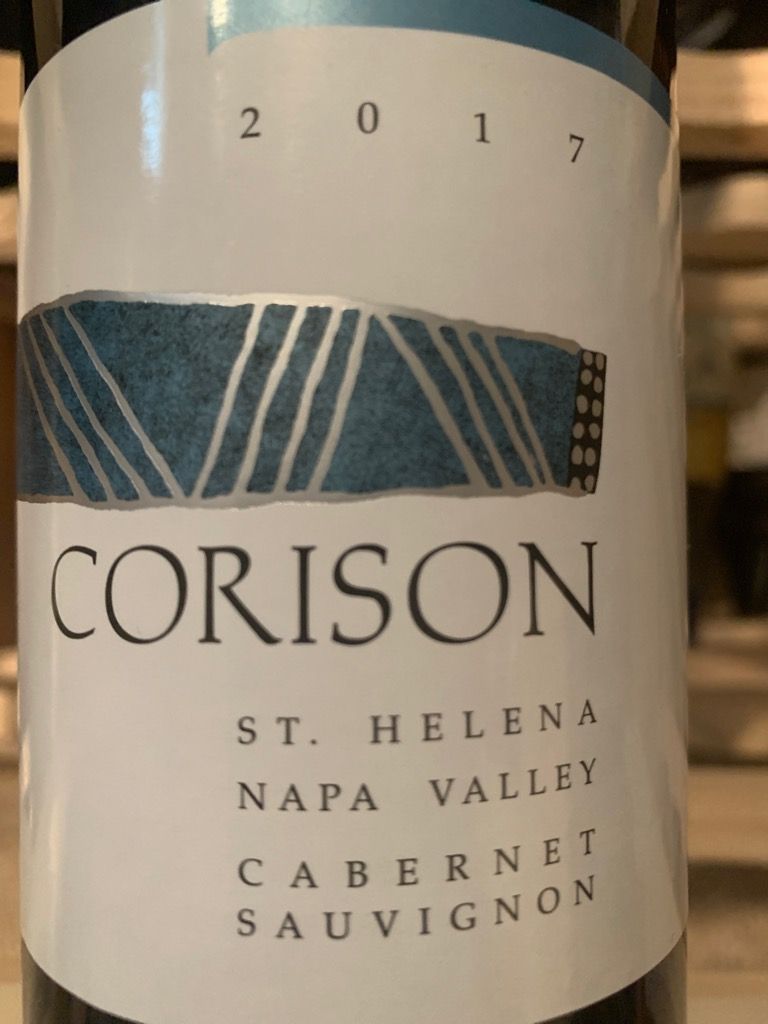 2017
CORISON
ST. HELENA
NAPA VALLEY
CABERNET
SAUVIGNON